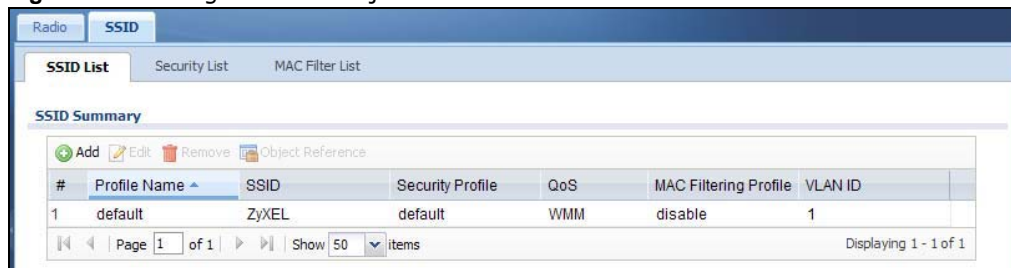 Radio SSID
SSID List Security List MAC Filter List
SSID Summary
Add Edit Remove Object Reference
# Profile Name SSID Security Profile QoS MAC Filtering Profile VLAN ID
1 default ZyXEL default WMM disable 1
Page 1 of 1 Show 50 items Displaying 1 - 1 of 1